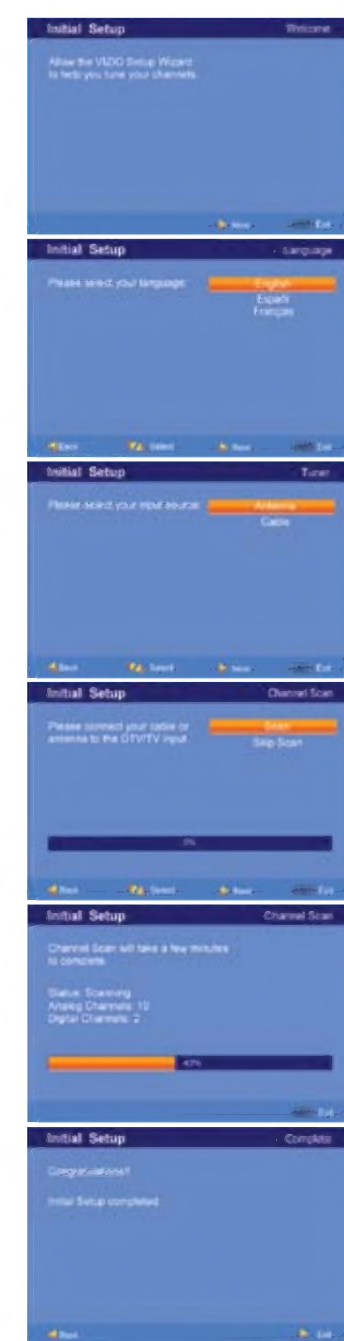 Initial Setup Welcome
Allow the VIZIO Setup Wizard
to help you tune your channels.
Next Exit
Initial Setup Language
Please select your language: English
Español
Français
Back Select Next Exit
Initial Setup Tuner
Please select your input source: Antenna
Cable
Back Select Next Exit
Initial Setup Channel Scan
Please connect your cable or Scan
antenna to the DTV/TV input Skip Scan
0%
Back Select Next Exit
Initial Setup Channel Scan
Channel Scan will take a few minutes
to complete
Status: Scanning
Analog Channels: 10
Digital Channels: 2
Exit
Initial Setup Complete
Congratulations!!
Initial Setup completed
Back Exit